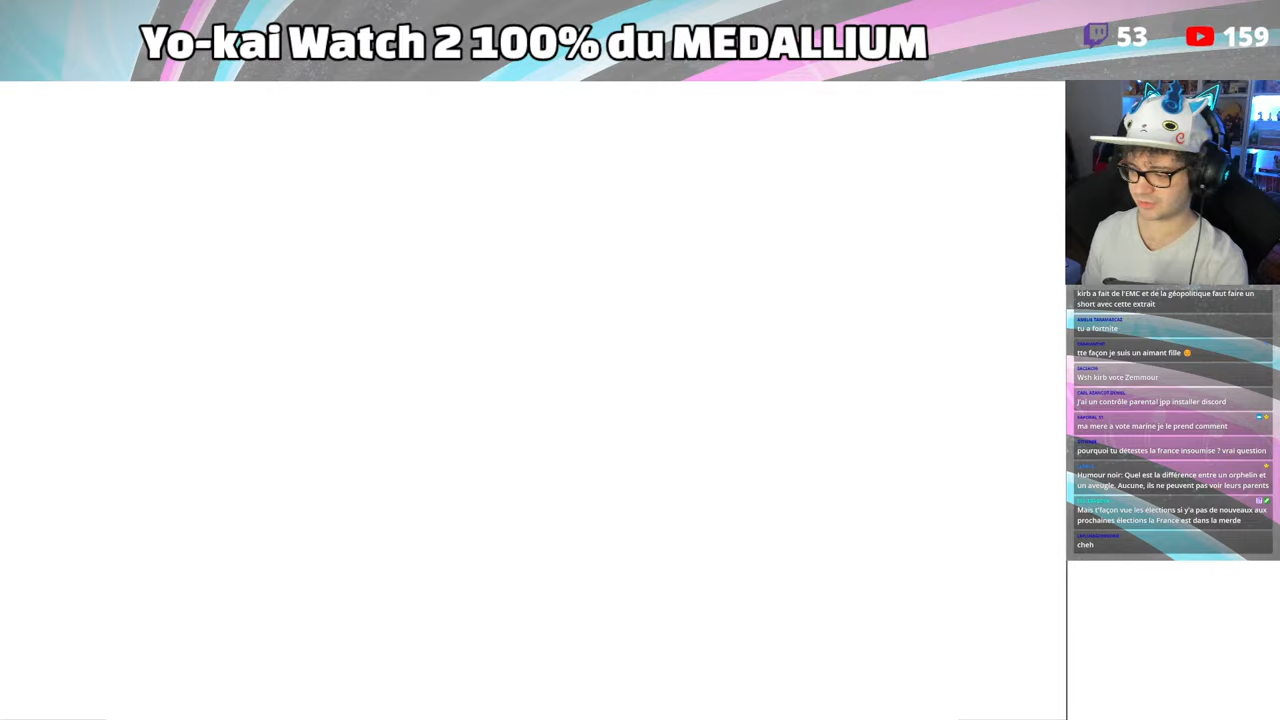 Yo-kai Watch 2 100% du MEDALLIUM
53
159
kirb a fait de l'EMC et de la géopolitique faut faire un
short avec cette extrait
tu a fortnite
tte façon je suis un aimant fille
Wsh kirb vote Zemmour
J'ai un contrôle parental jpp installer discord
ma mere a vote marine je le prend comment
pourquoi tu détestes la france insoumise ? vrai question
Humour noir: Quel est la différence entre un orphelin et
un aveugle. Aucune, ils ne peuvent pas voir leurs parents
Mais t'façon vue les élections si y'a pas de nouveaux aux
prochaines élections la France est dans la merde
cheh